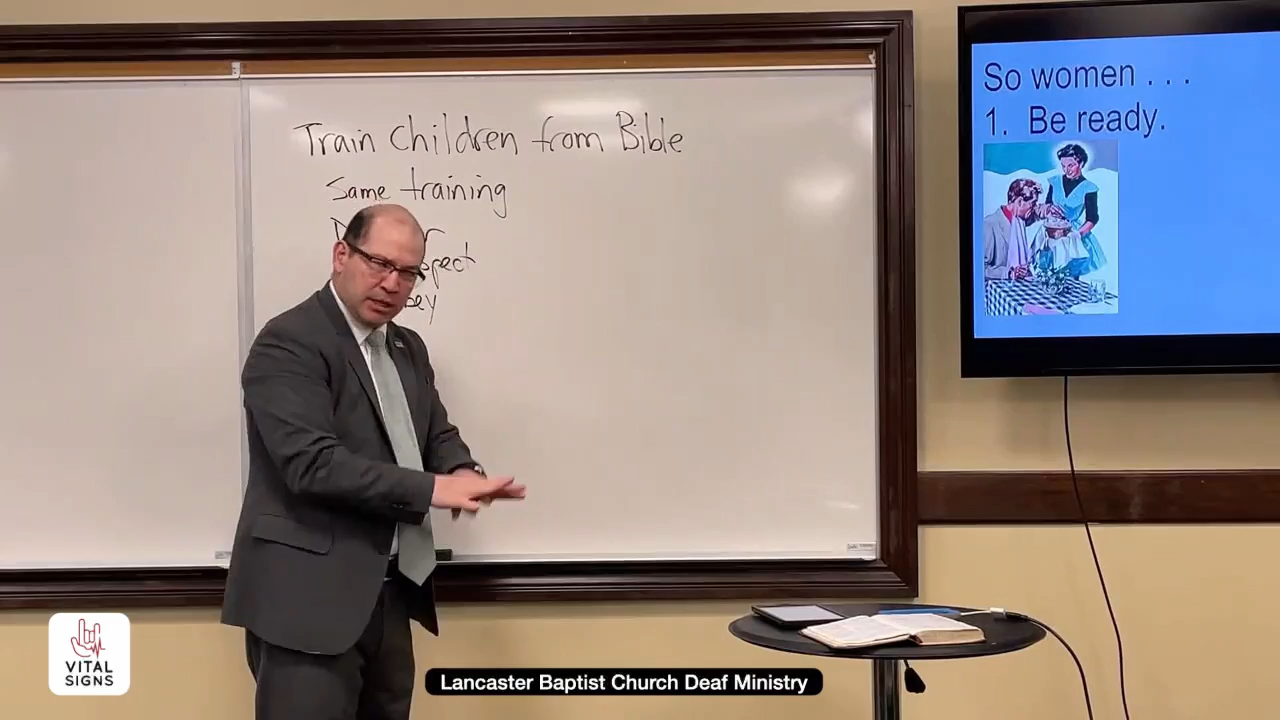 Train Children from Bible
Same training
So women . . .
1. Be ready.
VITAL
SIGNS
Lancaster Baptist Church Deaf Ministry